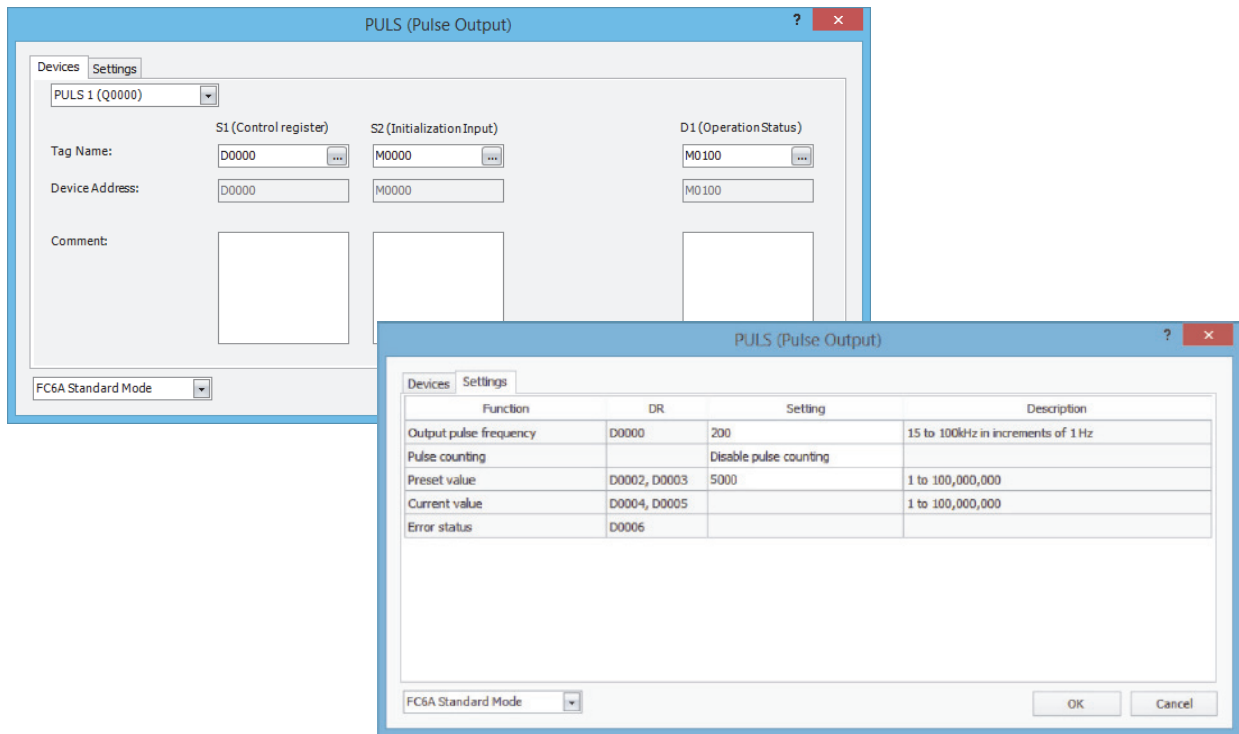 PULS (Pulse Output)
? ×
Devices Settings
PULS 1 (Q0000)
S1 (Control register) S2 (Initialization Input) D1 (Operation Status)
Tag Name: D0000 ... M0000 ... M0100 ...
Device Address: D0000 M0000 M0100
Comment:
FC6A Standard Mode
PULS (Pulse Output)
? ×
Devices Settings
Function DR Setting Description
Output pulse frequency D0000 200 15 to 100kHz in increments of 1 Hz
Pulse counting Disable pulse counting
Preset value D0002, D0003 5000 1 to 100,000,000
Current value D0004, D0005 1 to 100,000,000
Error status D0006
FC6A Standard Mode OK Cancel